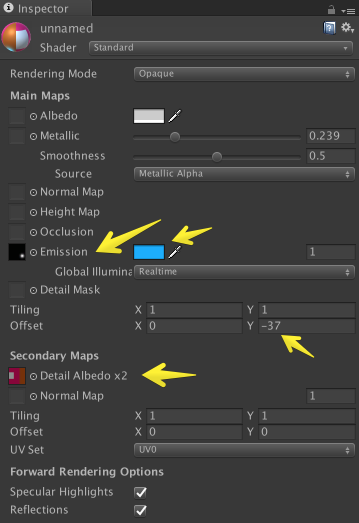 Inspector
unnamed
Shader Standard
Rendering Mode Opaque
Main Maps
Albedo
Metallic 0.239
Smoothness 0.5
Source Metallic Alpha
Normal Map
Height Map
Occlusion
Emission 1
Global Illumina Realtime
Detail Mask
Tiling X 1 Y 1
Offset X 0 Y -37
Secondary Maps
Detail Albedo x2
Normal Map 1
Tiling X 1 Y 1
Offset X 0 Y 0
UV Set UV0
Forward Rendering Options
Specular Highlights
Reflections